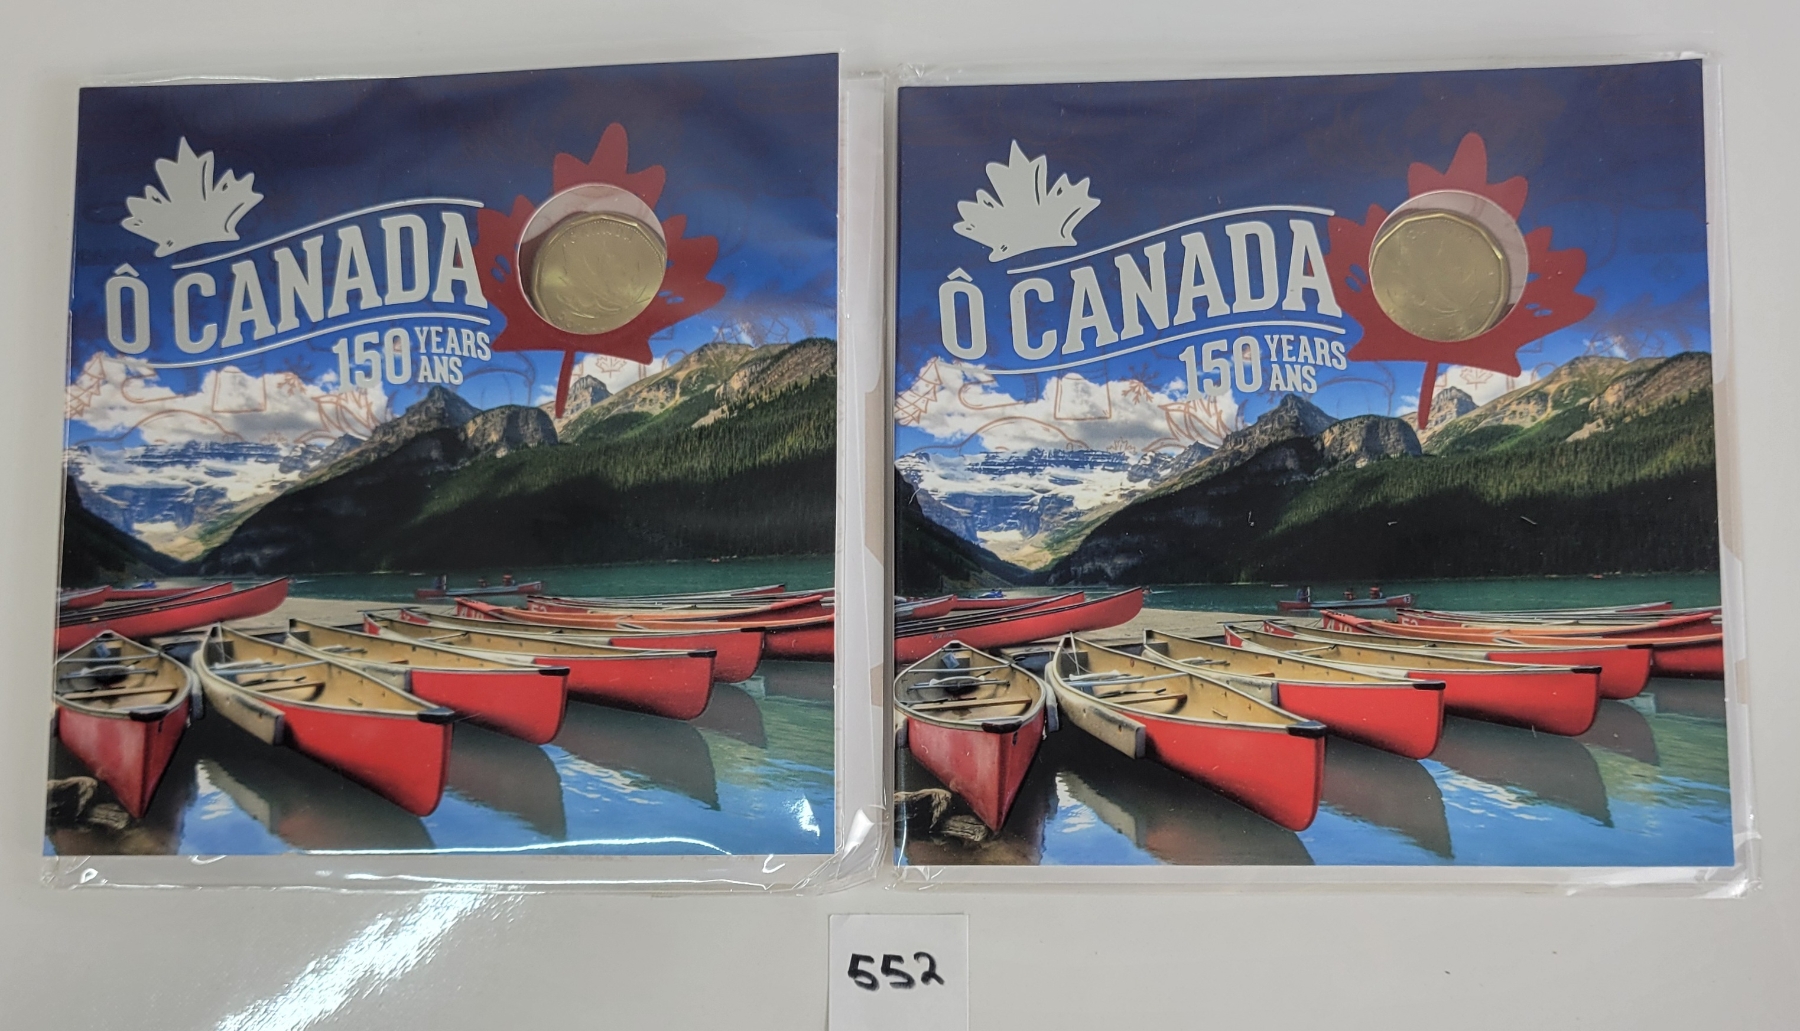 Ô CANADA
150 YEARS
ANS
Ô CANADA
150 YEARS
ANS
552